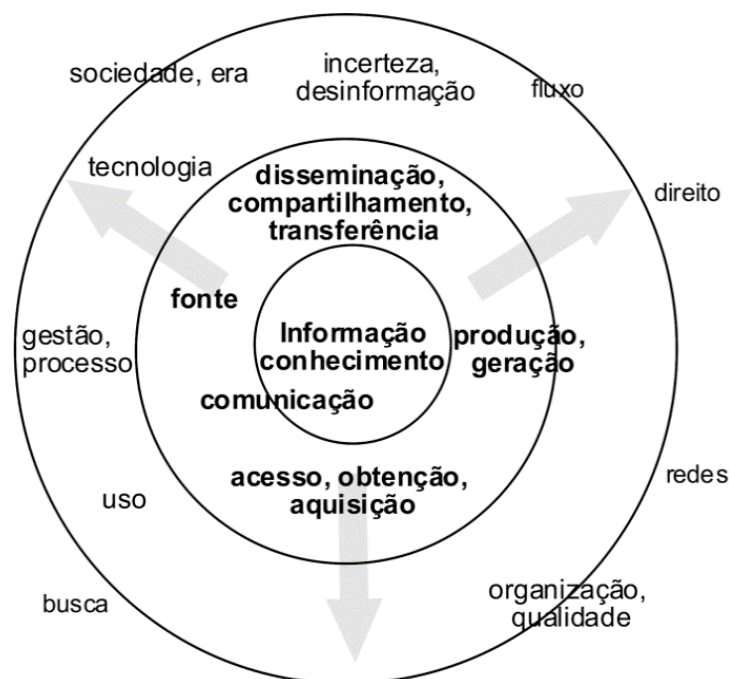 sociedade, era
incerteza,
desinformação
fluxo
tecnologia
disseminação,
compartilhamento,
transferência
direito
fonte
gestão,
processo
Informação
conhecimento
produção,
geração
comunicação
acesso, obtenção,
aquisição
redes
uso
busca
organização,
qualidade